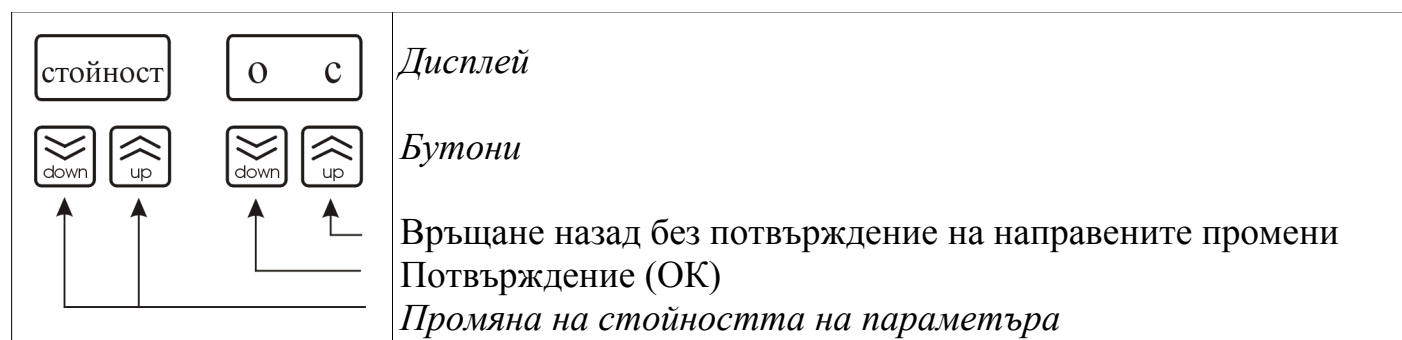 стойност о с Дисплей
down up down up Бутони
Връщане назад без потвърждение на направените промени
Потвърждение (ОК)
Промяна на стойността на параметъра